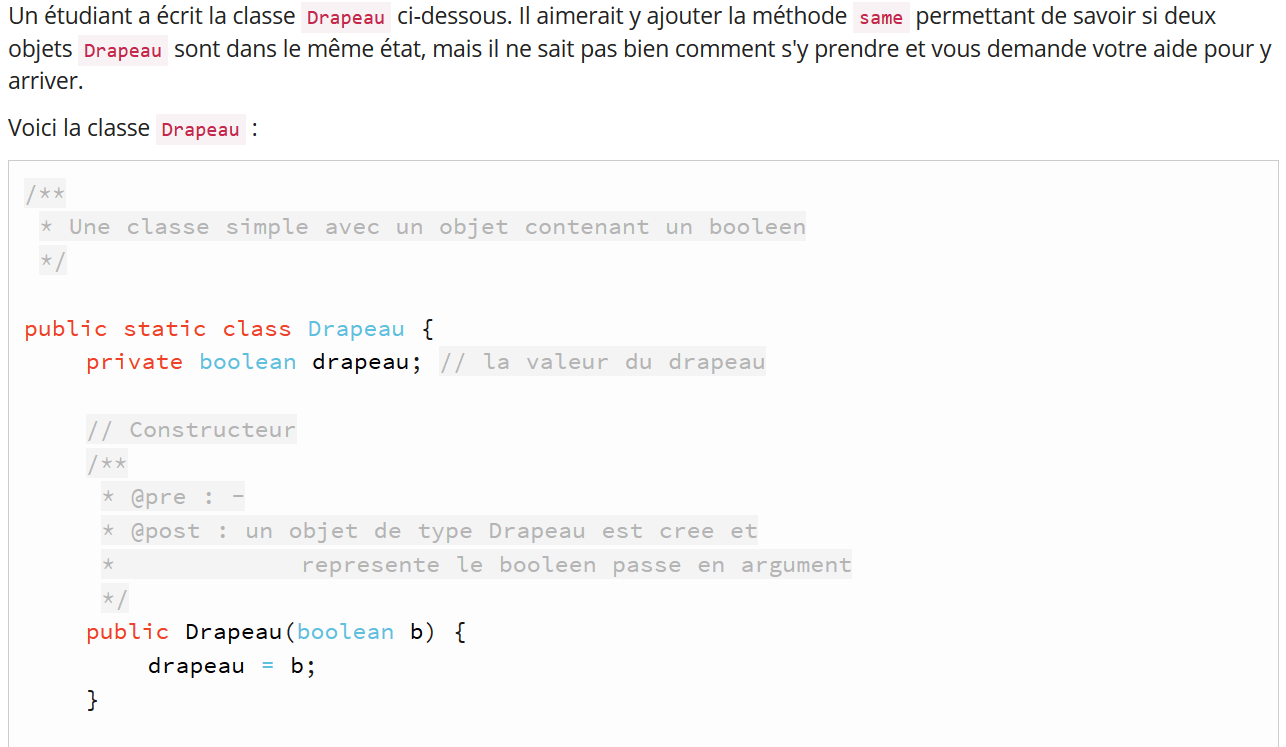 Un étudiant a écrit la classe Drapeau ci-dessous. Il aimerait y ajouter la méthode same permettant de savoir si deux
objets Drapeau sont dans le même état, mais il ne sait pas bien comment s'y prendre et vous demande votre aide pour y
arriver.
Voici la classe Drapeau :
/**
* Une classe simple avec un objet contenant un booleen
*/
public static class Drapeau {
private boolean drapeau; // la valeur du drapeau
// Constructeur
/**
* @pre : -
* @post : un objet de type Drapeau est cree et
* represente le booleen passe en argument
*/
public Drapeau(boolean b) {
drapeau = b;
}